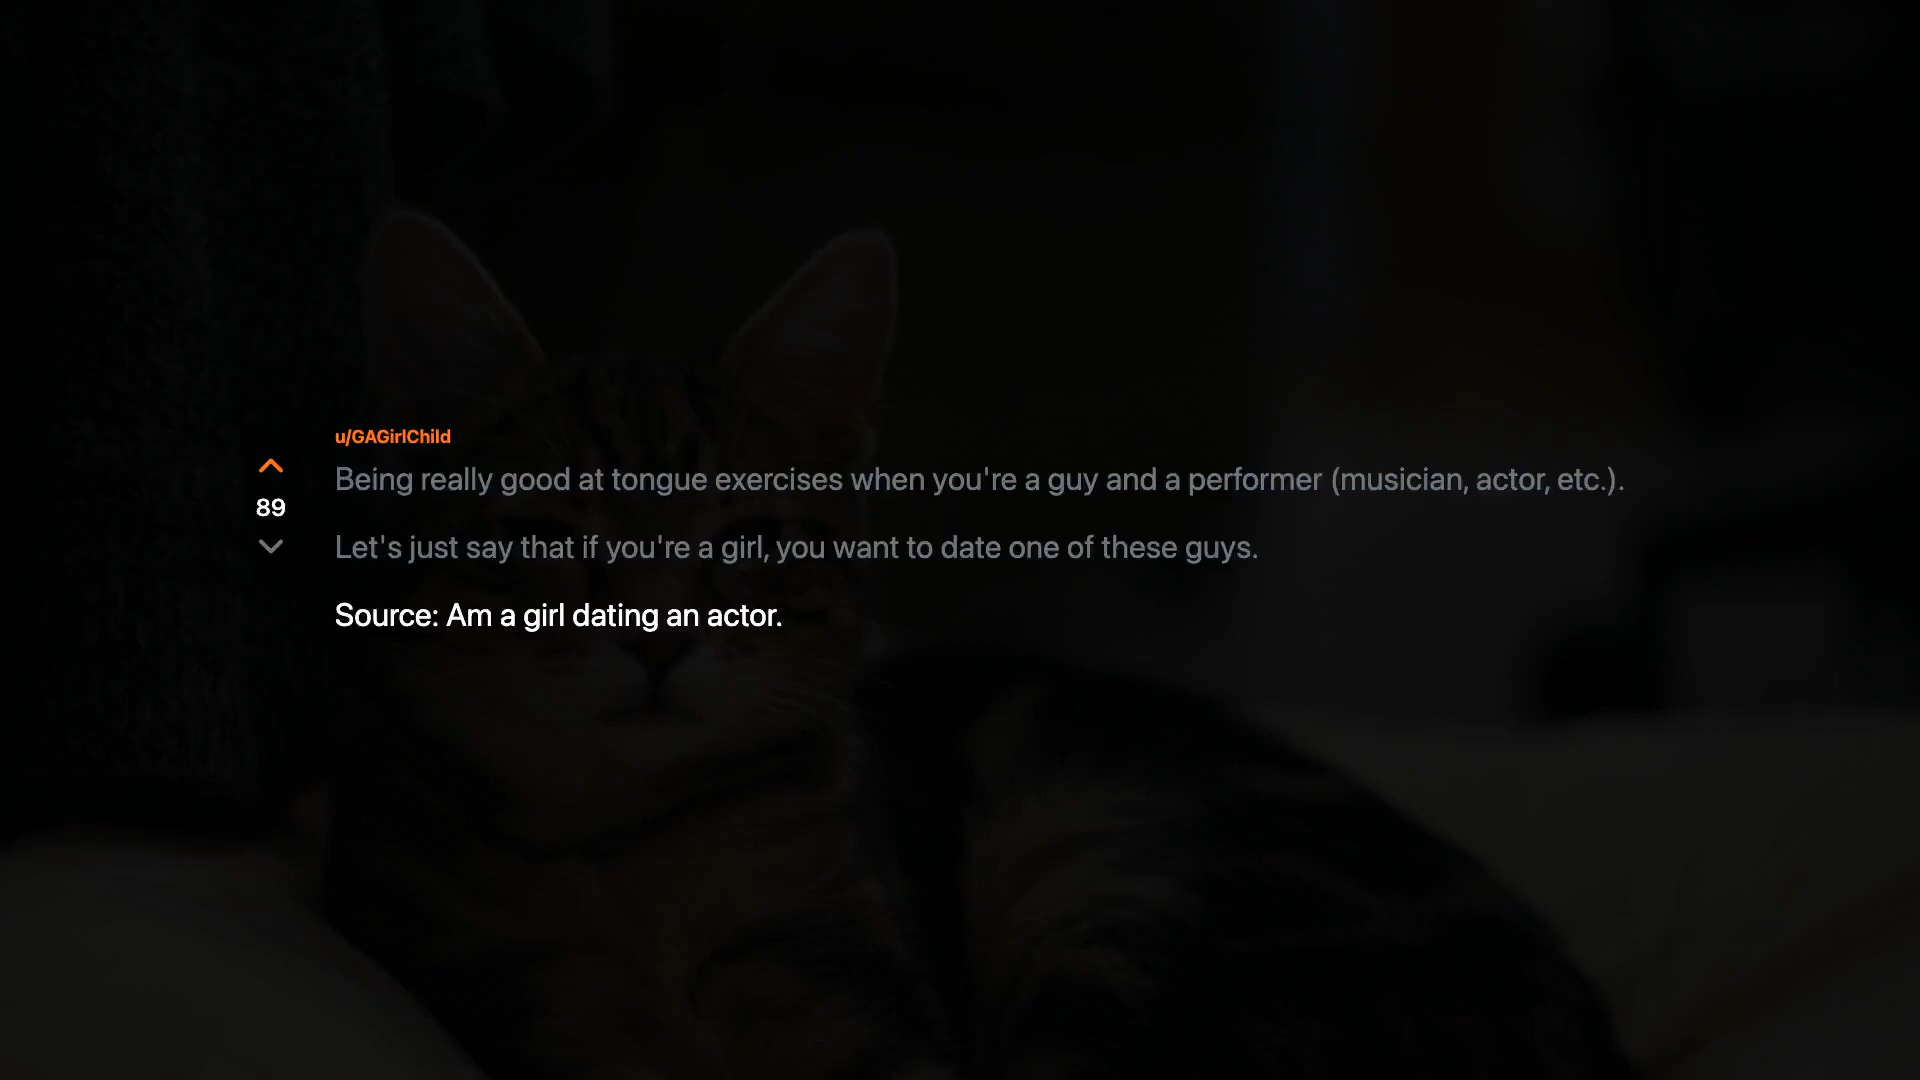 u/GAGirlChild
Being really good at tongue exercises when you're a guy and a performer (musician, actor, etc.).
89
Let's just say that if you're a girl, you want to date one of these guys.
Source: Am a girl dating an actor.